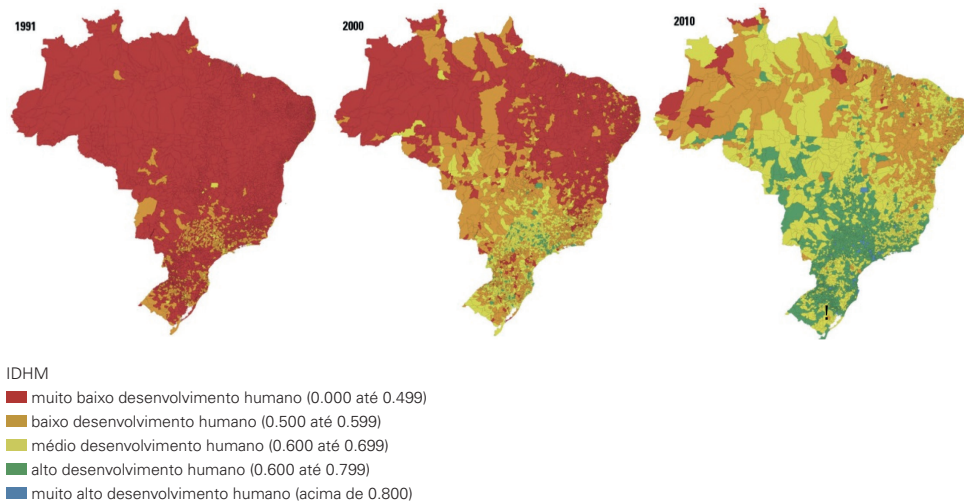 1991
2000
2010
!
IDHM
muito baixo desenvolvimento humano (0.000 até 0.499)
baixo desenvolvimento humano (0.500 até 0.599)
médio desenvolvimento humano (0.600 até 0.699)
alto desenvolvimento humano (0.600 até 0.799)
muito alto desenvolvimento humano (acima de 0.800)